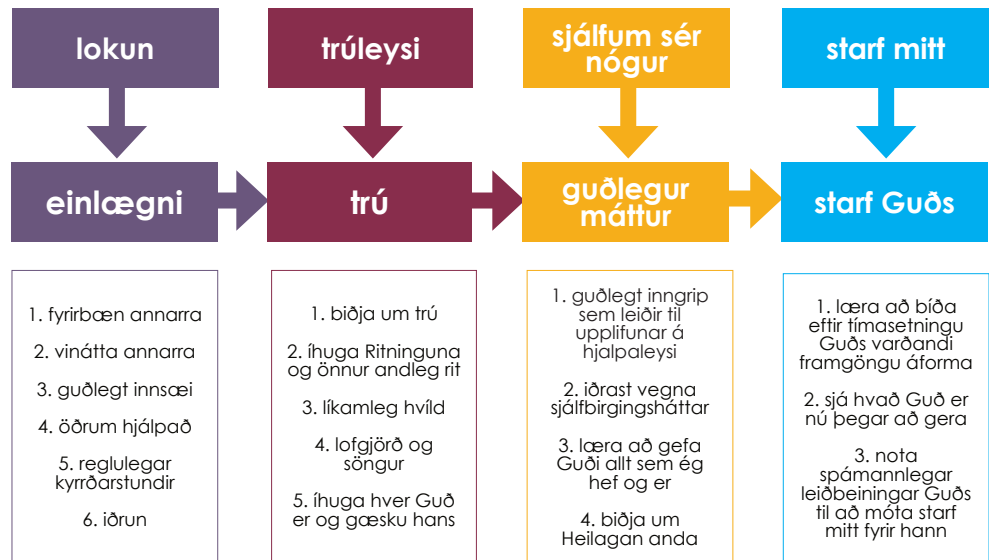 lokun
trúleysi
sjálfum sér
nógur
starf mitt
einlægni
trú
guðlegur
máttur
starf Guðs
1. fyrirbæn annarra
2. vinátta annarra
3. guðlegt innsæi
4. öðrum hjálpað
5. reglulegar
kyrrðarstundir
6. iðrun
1. biðja um trú
2. íhuga Ritninguna
og önnur andleg rit
3. líkamleg hvíld
4. lofgjörð og
söngur
5. íhuga hver Guð
er og gæsku hans
1. guðlegt inngrip
sem leiðir til
upplifunar á
hjalpaleysi
2. iðrast vegna
sjálfbirgingsháttar
3. læra að gefa
Guði allt sem ég
hef og er
4. biðja um
Heilagan anda
1. læra að bíða
eftir tímasetningu
Guðs varðandi
framgöngu áforma
2. sjá hvað Guð er
nú þegar að gera
3. nota
spámannlegar
leiðbeiningar Guðs
til að móta starf
mitt fyrir hann